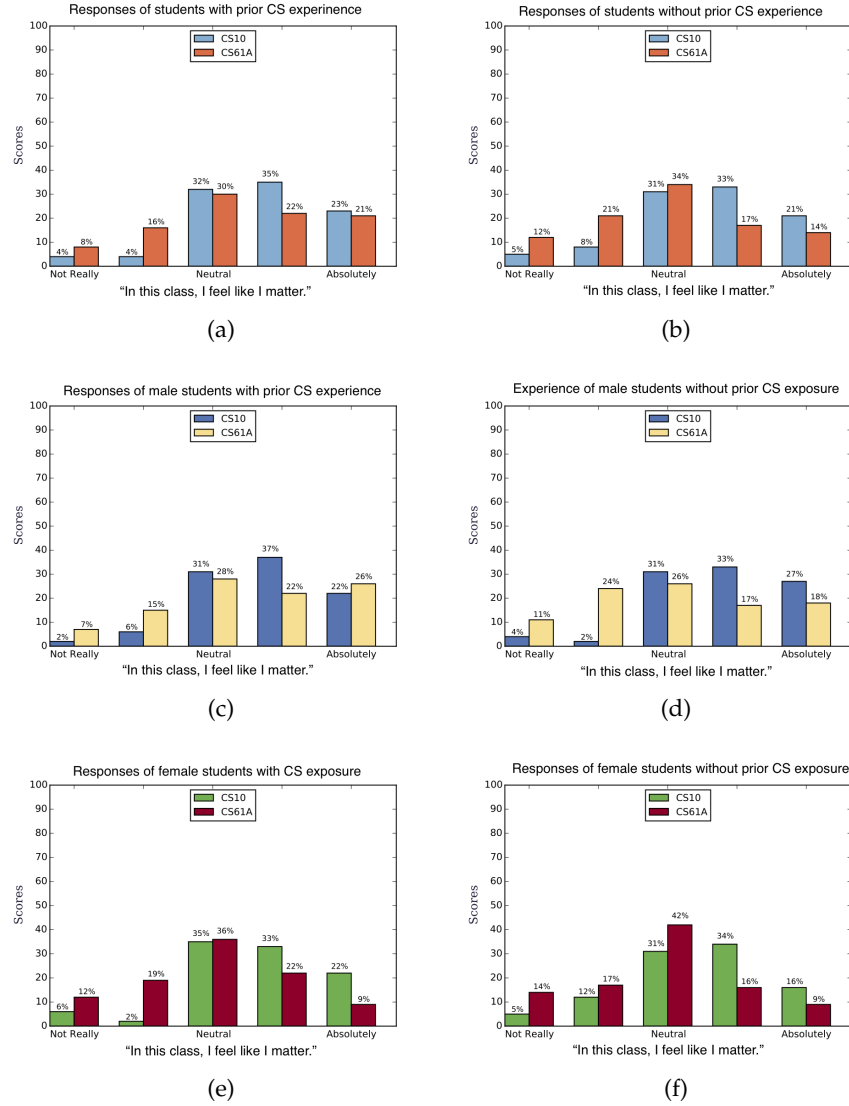 Responses of students with prior CS experinence
CS10
CS61A
100
90
80
70
60
50
40
30
20
10
0
Scores
4%
8%
4%
16%
32%
30%
35%
22%
23%
21%
Not Really
Neutral
Absolutely
“In this class, I feel like I matter.”
(a)
Responses of students without prior CS experience
CS10
CS61A
100
90
80
70
60
50
40
30
20
10
0
Scores
5%
12%
8%
21%
31%
34%
33%
17%
21%
14%
Not Really
Neutral
Absolutely
“In this class, I feel like I matter.”
(b)
Responses of male students with prior CS experience
CS10
CS61A
100
90
80
70
60
50
40
30
20
10
0
Scores
2%
7%
6%
15%
31%
28%
37%
22%
22%
26%
Not Really
Neutral
Absolutely
“In this class, I feel like I matter.”
(c)
Experience of male students without prior CS exposure
CS10
CS61A
100
90
80
70
60
50
40
30
20
10
0
Scores
4%
11%
2%
24%
31%
26%
33%
17%
27%
18%
Not Really
Neutral
Absolutely
“In this class, I feel like I matter.”
(d)
Responses of female students with CS exposure
CS10
CS61A
100
90
80
70
60
50
40
30
20
10
0
Scores
6%
12%
2%
19%
35%
36%
33%
22%
22%
9%
Not Really
Neutral
Absolutely
“In this class, I feel like I matter.”
(e)
Responses of female students without prior CS exposure
CS10
CS61A
100
90
80
70
60
50
40
30
20
10
0
Scores
5%
14%
12%
17%
31%
42%
34%
16%
16%
9%
Not Really
Neutral
Absolutely
“In this class, I feel like I matter.”
(f)